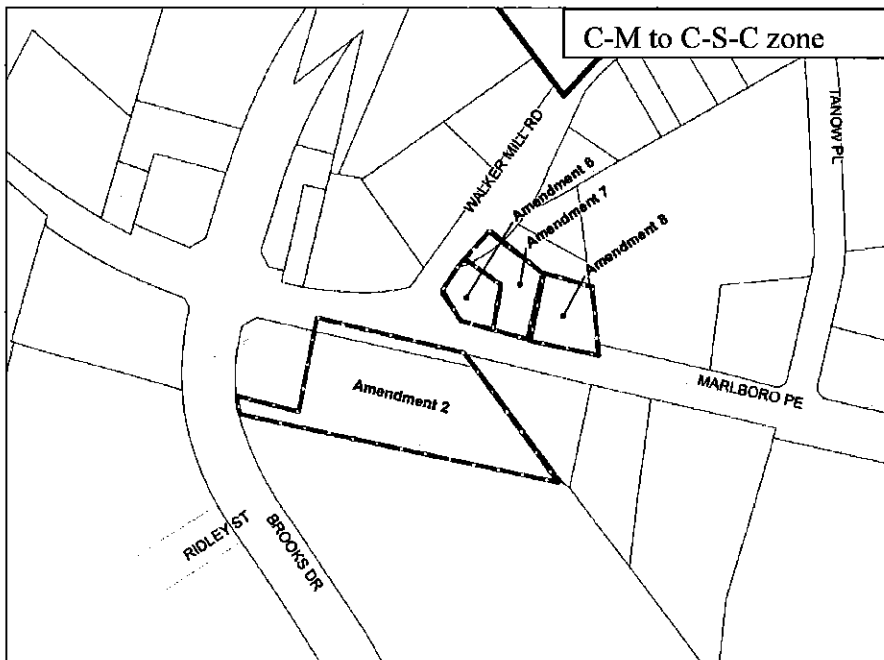 C-M to C-S-C zone
TANOW PL
WALKER MILL RD
Amendment 6
Amendment 7
Amendment 8
MARLBORO PE
Amendment 2
RIDLEY ST
BROOKS DR